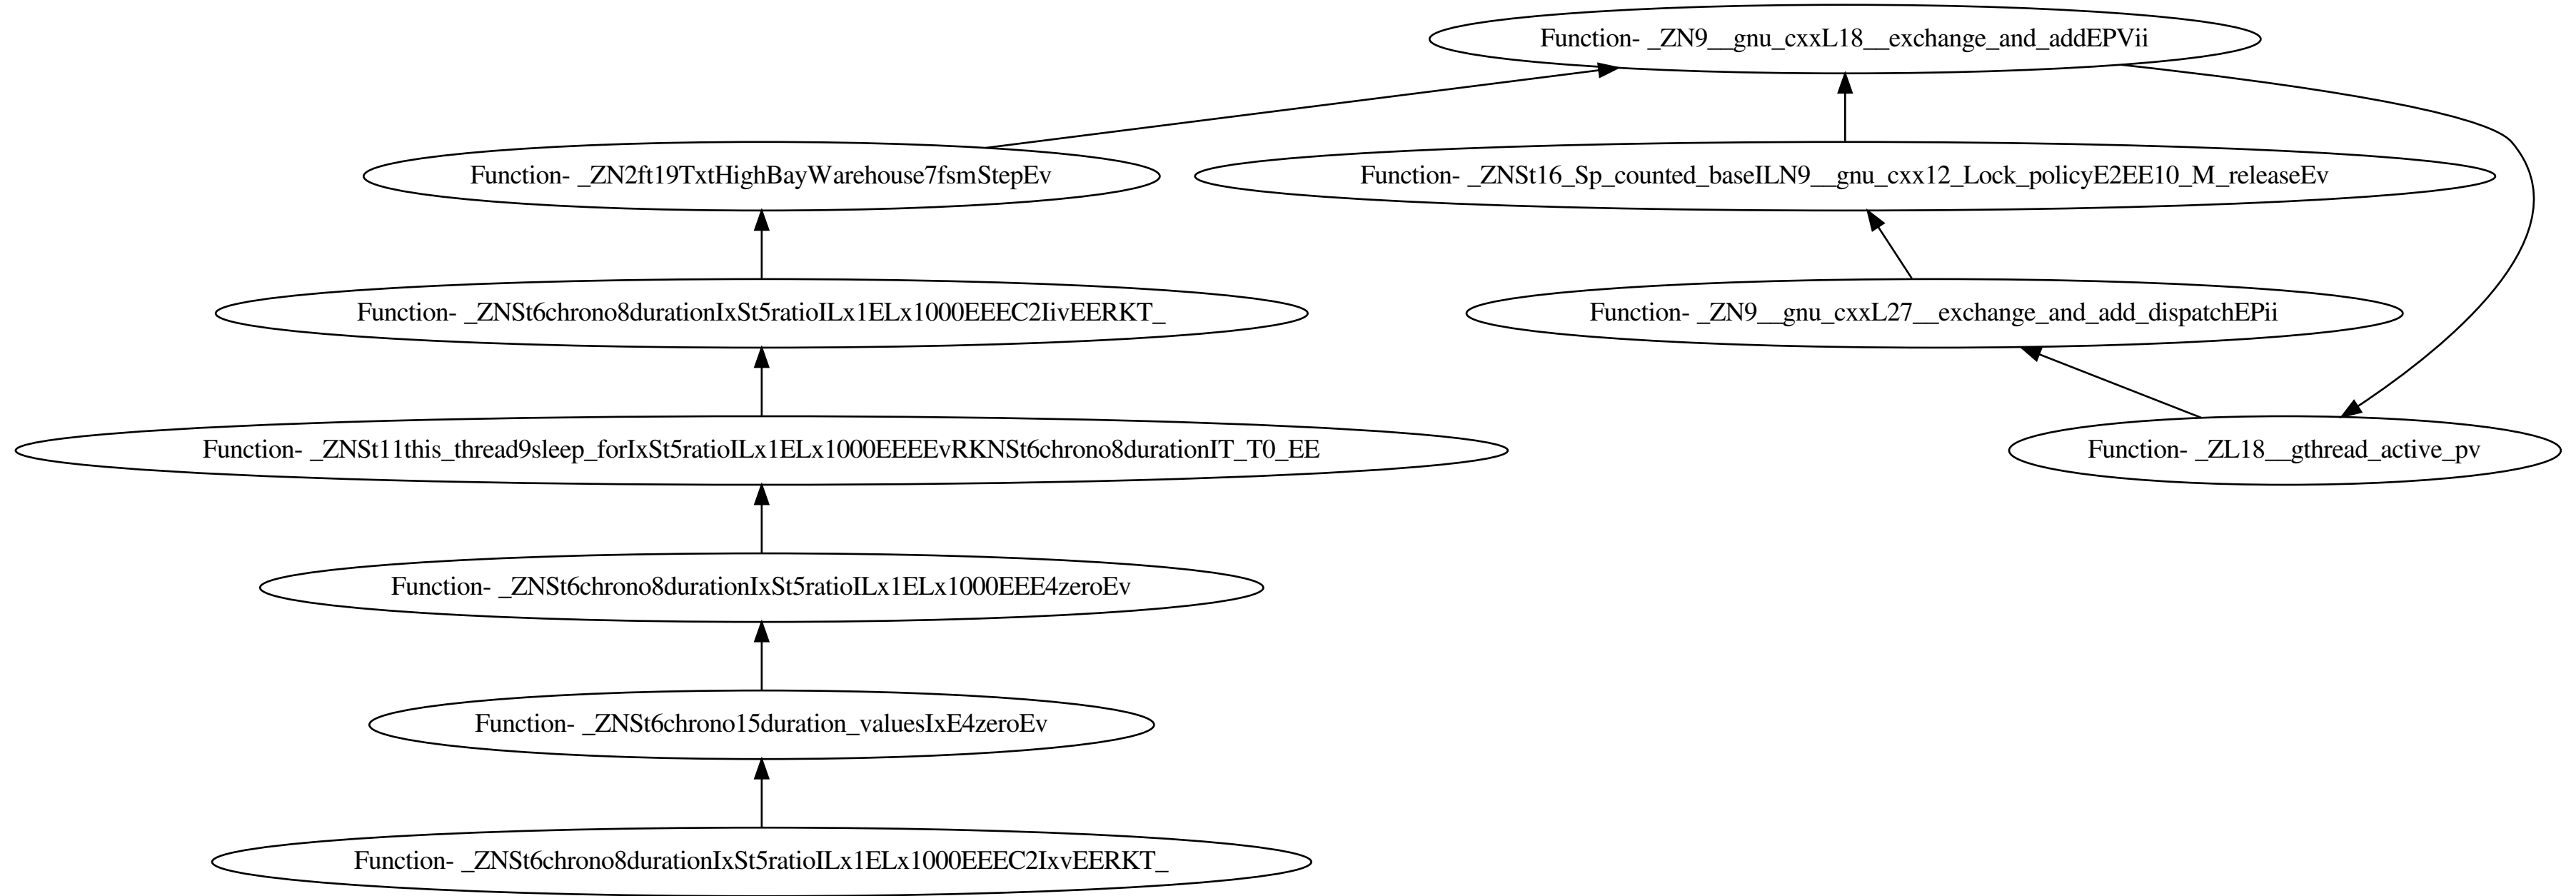 Function- _ZN9__gnu_cxxL18__exchange_and_addEPVii
Function- _ZN2ft19TxtHighBayWarehouse7fsmStepEv
Function- _ZNSt16_Sp_counted_baseILN9__gnu_cxx12_Lock_policyE2EE10_M_releaseEv
Function- _ZNSt6chrono8durationIxSt5ratioILx1ELx1000EEEC2IivEERKT_
Function- _ZN9__gnu_cxxL27__exchange_and_add_dispatchEPii
Function- _ZNSt11this_thread9sleep_forIxSt5ratioILx1ELx1000EEEEvRKNSt6chrono8durationIT_T0_EE
Function- _ZL18__gthread_active_pv
Function- _ZNSt6chrono8durationIxSt5ratioILx1ELx1000EEE4zeroEv
Function- _ZNSt6chrono15duration_valuesIxE4zeroEv
Function- _ZNSt6chrono8durationIxSt5ratioILx1ELx1000EEEC2IxvEERKT_